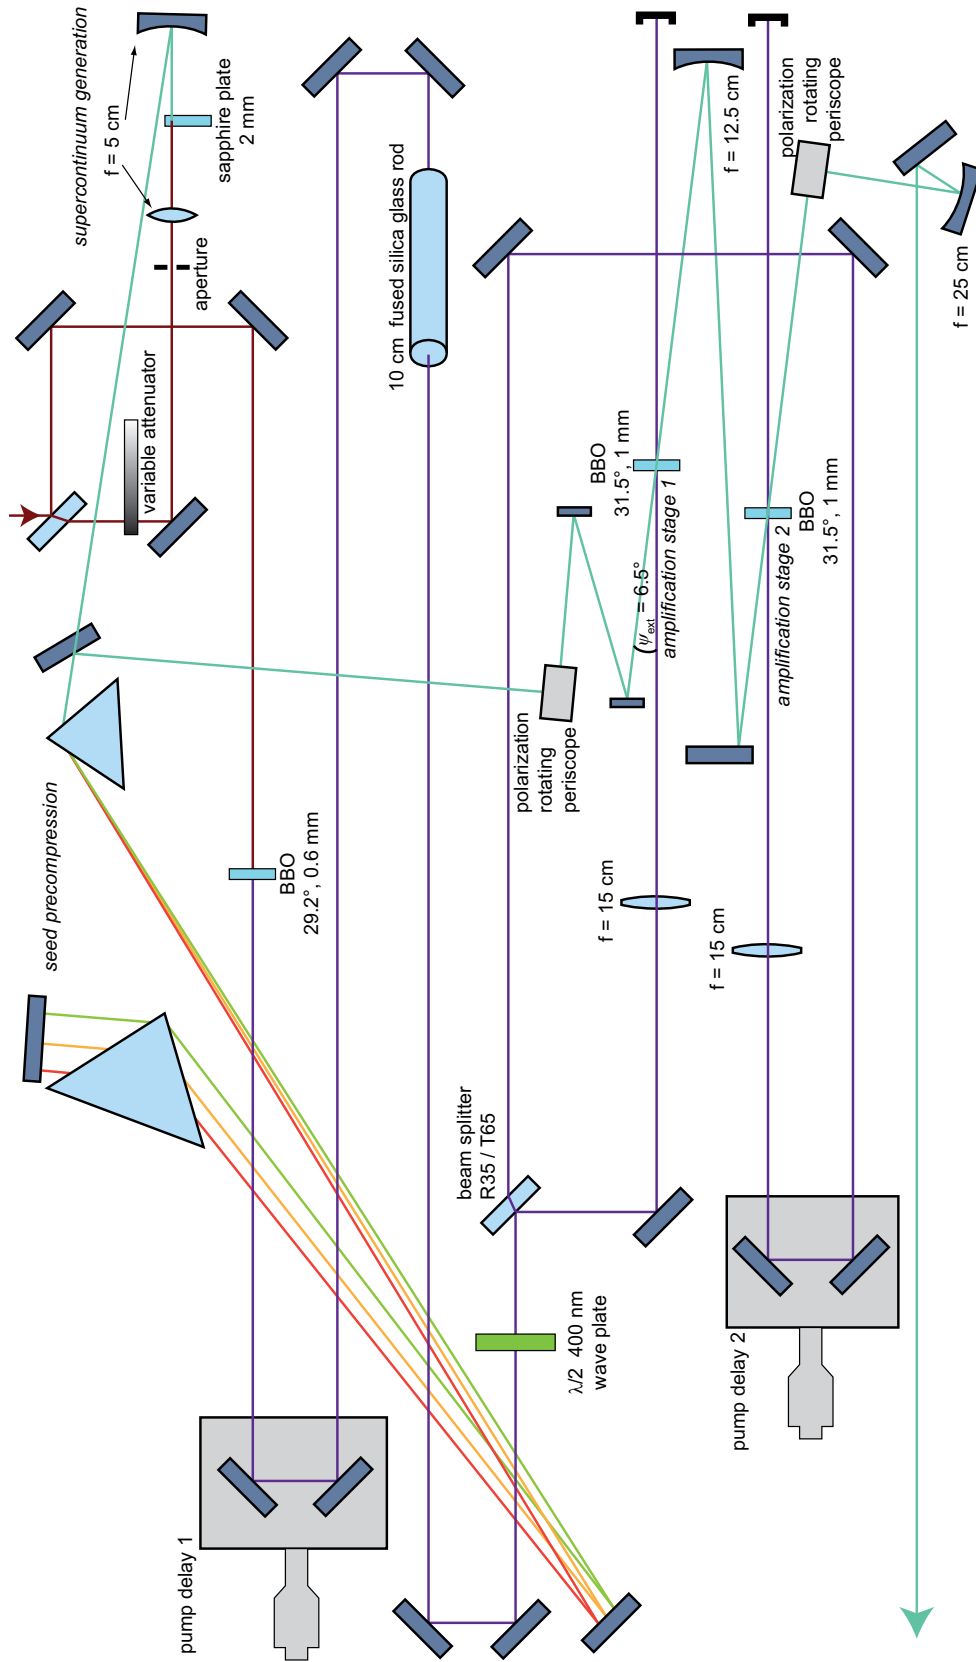 supercontinuum generation
f = 5 cm
sapphire plate
2 mm
aperture
variable attenuator
seed precompression
BBO
29.2°, 0.6 mm
pump delay 1
10 cm fused silica glass rod
polarization
rotating
periscope
BBO
31.5°, 1 mm
(ψext = 6.5°
amplification stage 1
f = 12.5 cm
polarization
rotating
periscope
f = 25 cm
amplification stage 2
BBO
31.5°, 1 mm
f = 15 cm
f = 15 cm
beam splitter
R35 / T65
λ/2 400 nm
wave plate
pump delay 2